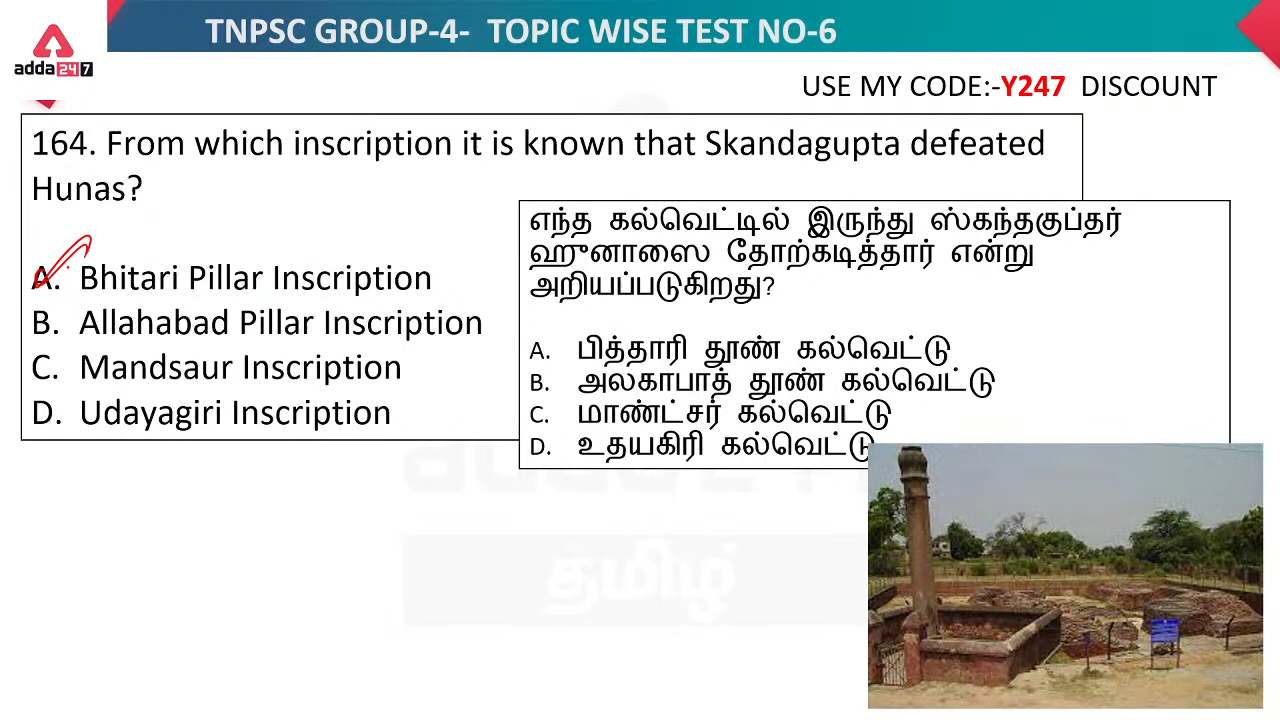 TNPSC GROUP-4- TOPIC WISE TEST NO-6
adda247
USE MY CODE:-Y247 DISCOUNT
164. From which inscription it is known that Skandagupta defeated
Hunas?
A. Bhitari Pillar Inscription
B. Allahabad Pillar Inscription
C. Mandsaur Inscription
D. Udayagiri Inscription
எந்த கல்வெட்டில் இருந்து ஸ்கந்தகுப்தர்
ஹுனாஸை தோற்கடித்தார் என்று
அறியப்படுகிறது?
A. பித்தாரி தூண் கல்வெட்டு
B. அலகாபாத் தூண் கல்வெட்டு
C. மாண்ட்சர் கல்வெட்டு
D. உதயகிரி கல்வெட்டு
தமிழ்